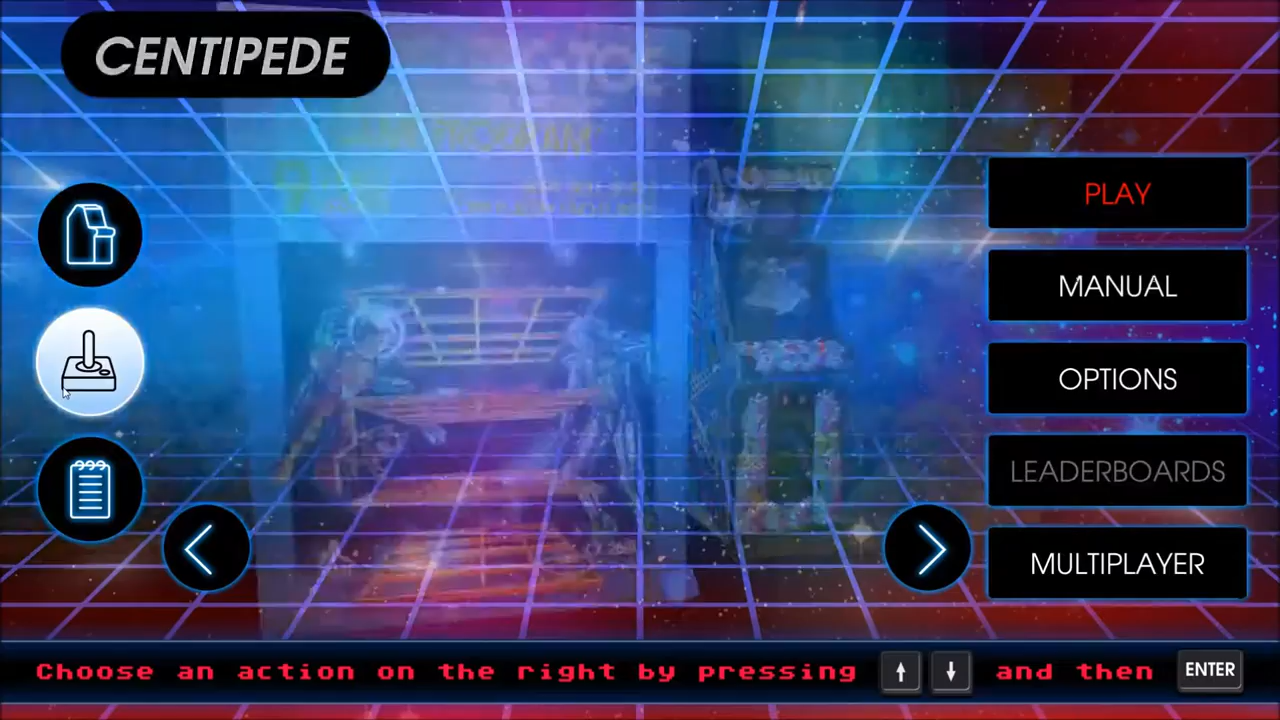 CENTIPEDE
PLAY
MANUAL
OPTIONS
LEADERBOARDS
MULTIPLAYER
Choose an action on the right by pressing ↑ ↓ and then ENTER